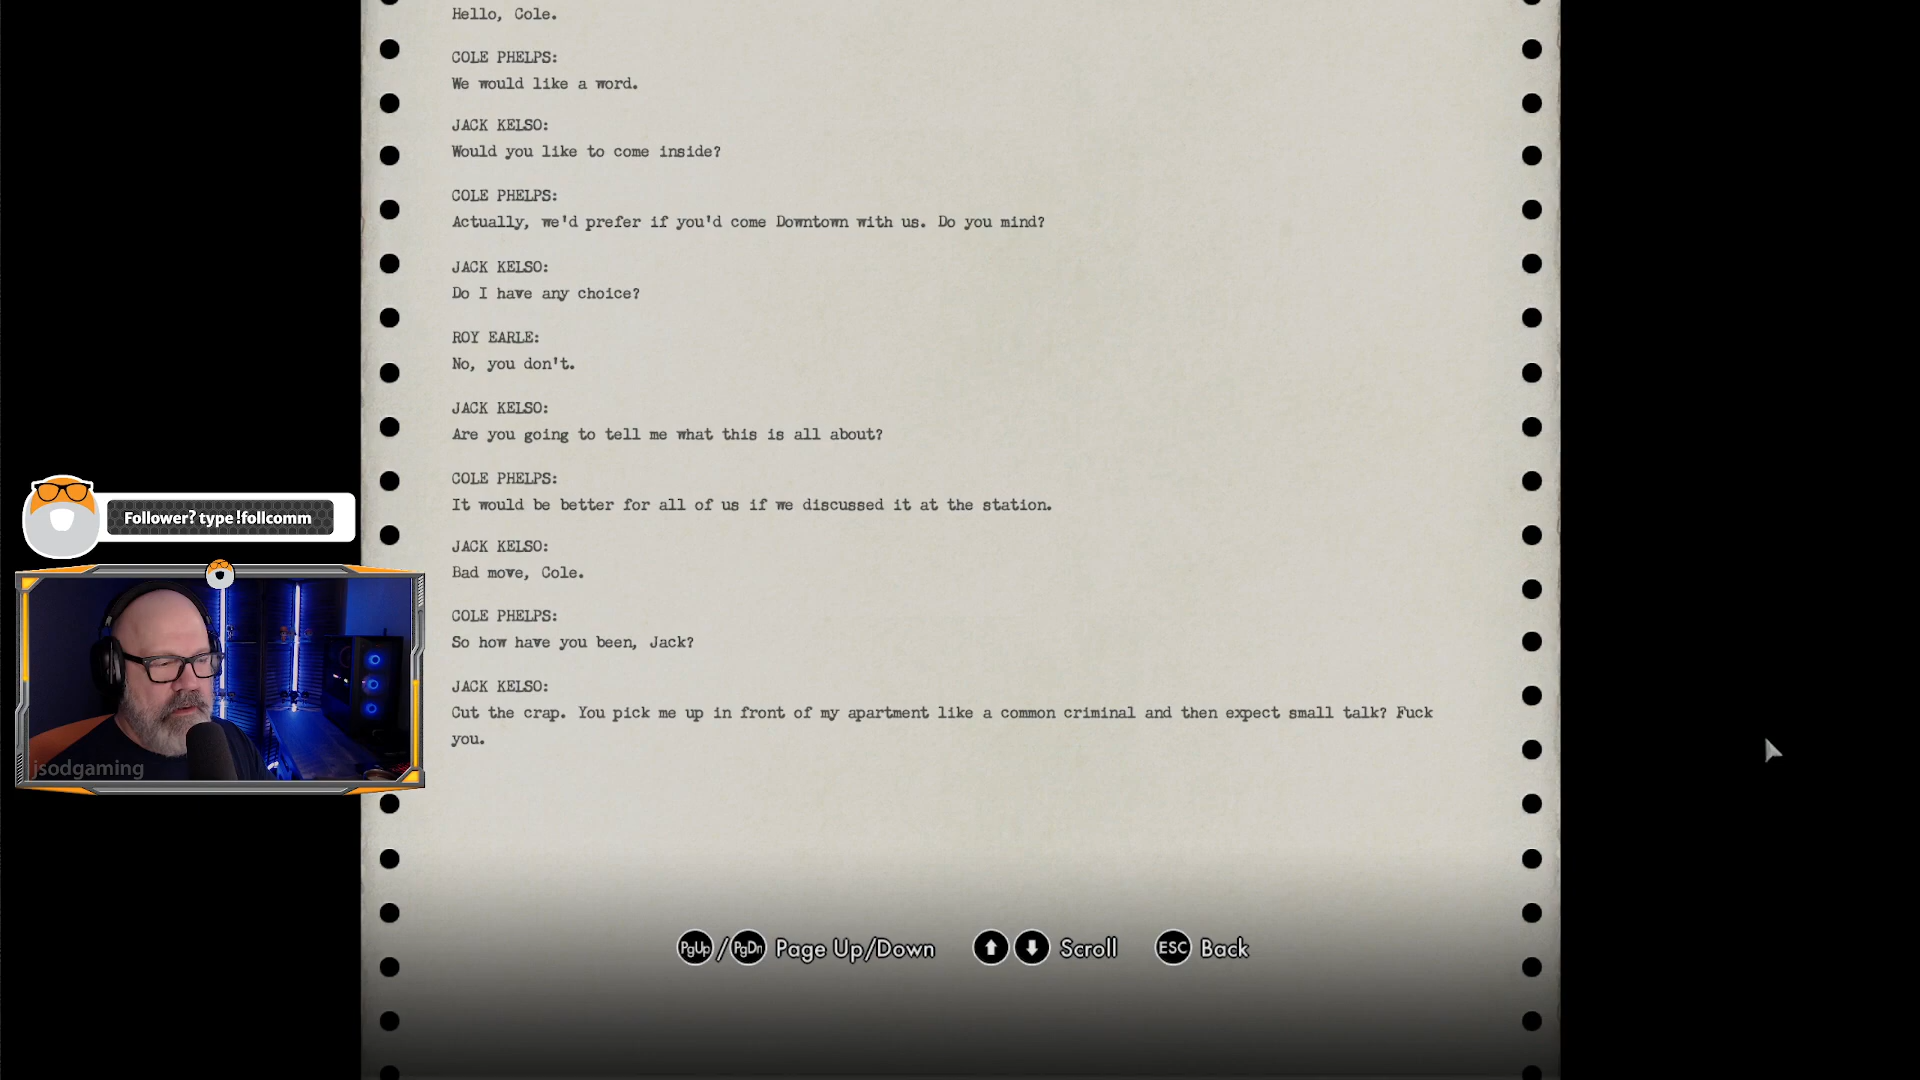 Hello, Cole.
COLE PHELPS:
We would like a word.
JACK KELSO:
Would you like to come inside?
COLE PHELPS:
Actually, we'd prefer if you'd come Downtown with us. Do you mind?
JACK KELSO:
Do I have any choice?
ROY EARLE:
No, you don't.
JACK KELSO:
Are you going to tell me what this is all about?
COLE PHELPS:
It would be better for all of us if we discussed it at the station.
JACK KELSO:
Bad move, Cole.
COLE PHELPS:
So how have you been, Jack?
JACK KELSO:
Cut the crap. You pick me up in front of my apartment like a common criminal and then expect small talk? Fuck
you.
Follower? type !follcomm
jsodgaming
PgUp / PgDn Page Up/Down Scroll ESC Back